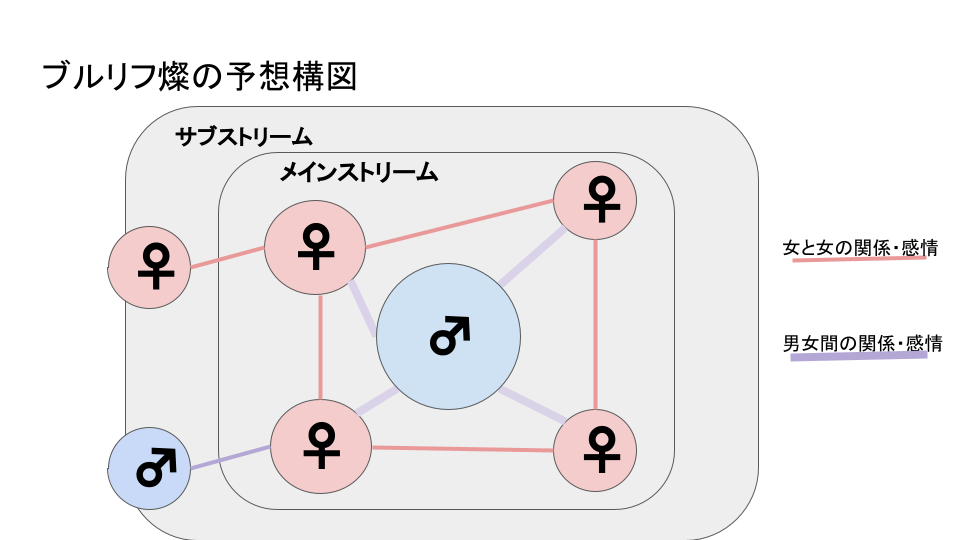 ブルリフ燦の予想構図
サブストリーム
メインストリーム
女と女の関係・感情
男女間の関係・感情